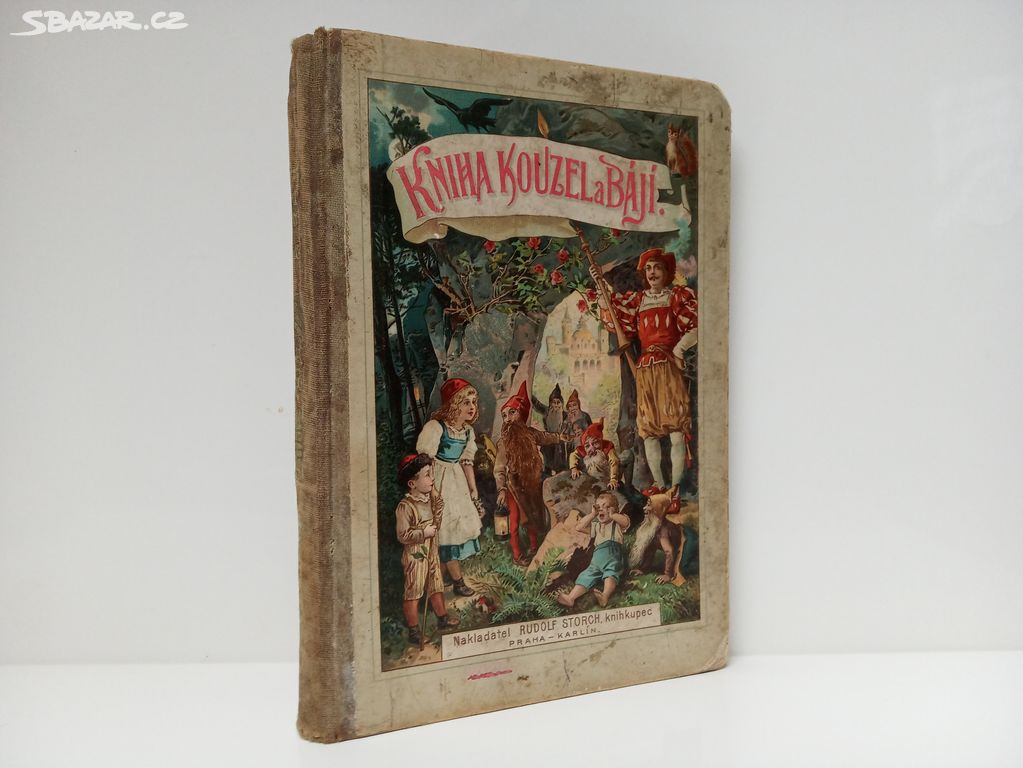 SBAZAR.CZ
KNIHA KOUZEL a BÁJÍ.
Nakladatel RUDOLF STORCH, knihkupec
PRAHA – KARLÍN.